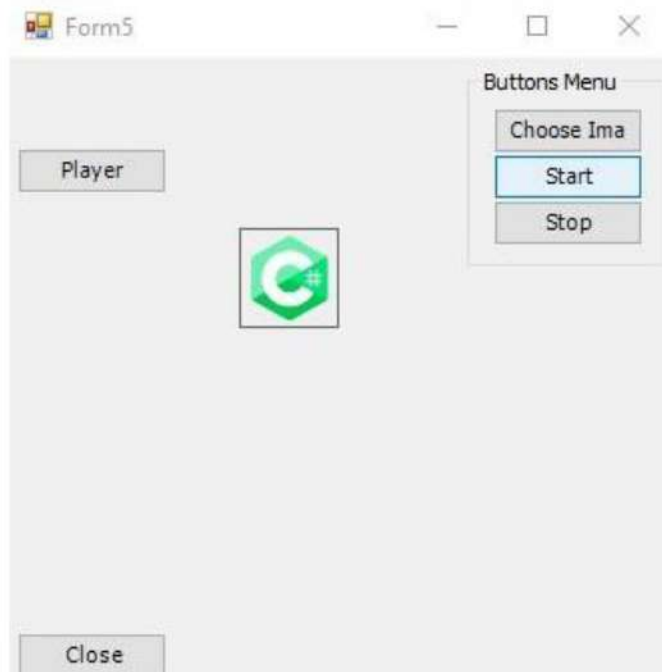 Form5
Buttons Menu
Choose Ima
Player
Start
Stop
C#
Close